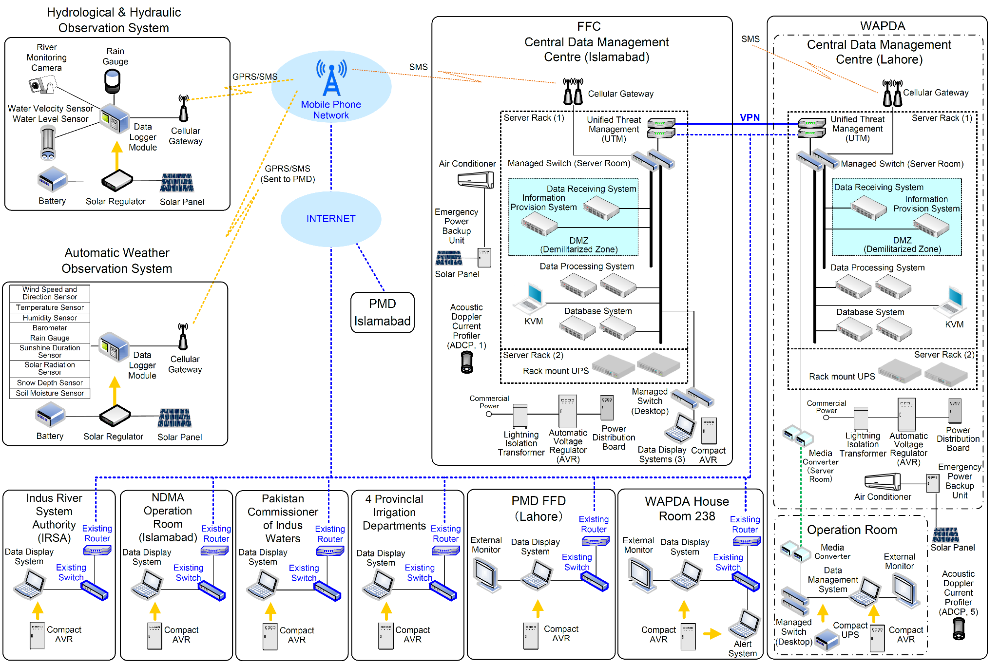 Hydrological & Hydraulic
Observation System
River
Monitoring
Camera
Rain
Gauge
Water Velocity Sensor
Water Level Sensor
Data
Logger
Module
Cellular
Gateway
Battery
Solar Regulator
Solar Panel
GPRS/SMS
Mobile Phone
Network
GPRS/SMS
(Sent to PMD)
INTERNET
PMD
Islamabad
Automatic Weather
Observation System
Wind Speed and
Direction Sensor
Temperature Sensor
Humidity Sensor
Barometer
Rain Gauge
Sunshine Duration
Sensor
Solar Radiation
Sensor
Snow Depth Sensor
Soil Moisture Sensor
Data
Logger
Module
Cellular
Gateway
Battery
Solar Regulator
Solar Panel
SMS
FFC
Central Data Management
Centre (Islamabad)
Cellular Gateway
Server Rack (1)
Unified Threat
Management
(UTM)
Air Conditioner
Managed Switch (Server Room)
Data Receiving System
Information
Provision System
DMZ
(Demilitarized Zone)
Emergency
Power
Backup
Unit
Solar Panel
Data Processing System
KVM
Database System
Acoustic
Doppler
Current
Profiler
(ADCP, 1)
Server Rack (2)
Rack mount UPS
Commercial
Power
Lightning
Isolation
Transformer
Automatic
Voltage
Regulator
(AVR)
Power
Distribution
Board
Managed
Switch
(Desktop)
Data Display
Systems (3)
Compact
AVR
VPN
SMS
WAPDA
Central Data Management
Centre (Lahore)
Cellular Gateway
Unified Threat
Management
(UTM)
Server Rack (1)
Managed Switch (Server Room)
Data Receiving System
Information
Provision System
DMZ
(Demilitarized Zone)
Data Processing System
Database System
KVM
Server Rack (2)
Rack mount UPS
Commercial
Power
Lightning
Isolation
Transformer
Automatic
Voltage
Regulator
(AVR)
Power
Distribution
Board
Media
Converter
(Server
Room)
Air Conditioner
Emergency
Power
Backup
Unit
Solar Panel
Operation Room
Media
Converter
External
Monitor
Data
Management
System
Managed
Switch
(Desktop)
Compact
UPS
Compact
AVR
Acoustic
Doppler
Current
Profiler
(ADCP, 5)
Indus River
System
Authority
(IRSA)
Existing
Router
Data Display
System
Existing
Switch
Compact
AVR
NDMA
Operation
Room
(Islamabad)
Existing
Router
Data Display
System
Existing
Switch
Compact
AVR
Pakistan
Commissioner
of Indus
Waters
Existing
Router
Data Display
System
Existing
Switch
Compact
AVR
4 Provincial
Irrigation
Departments
Existing
Router
Data Display
System
Existing
Switch
Compact
AVR
PMD FFD
(Lahore)
Existing
Router
External
Monitor
Data Display
System
Existing
Switch
Compact
AVR
WAPDA House
Room 238
Existing
Router
External
Monitor
Data Display
System
Existing
Switch
Compact
AVR
Alert
System